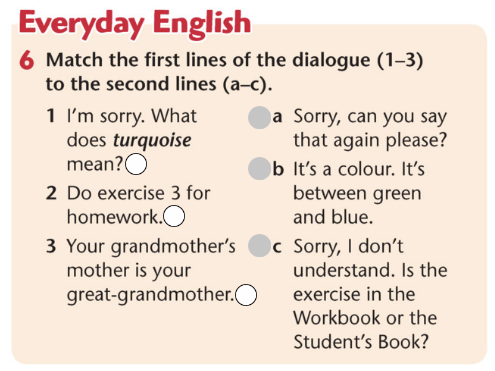 Everyday English
6 Match the first lines of the dialogue (1–3)
to the second lines (a–c).
1 I'm sorry. What
does turquoise
mean?
2 Do exercise 3 for
homework.
3 Your grandmother's
mother is your
great-grandmother.
a Sorry, can you say
that again please?
b It's a colour. It's
between green
and blue.
c Sorry, I don't
understand. Is the
exercise in the
Workbook or the
Student's Book?